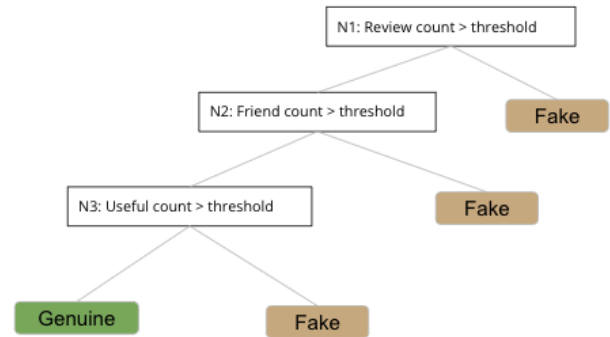 N1: Review count > threshold
N2: Friend count > threshold
Fake
N3: Useful count > threshold
Fake
Genuine
Fake